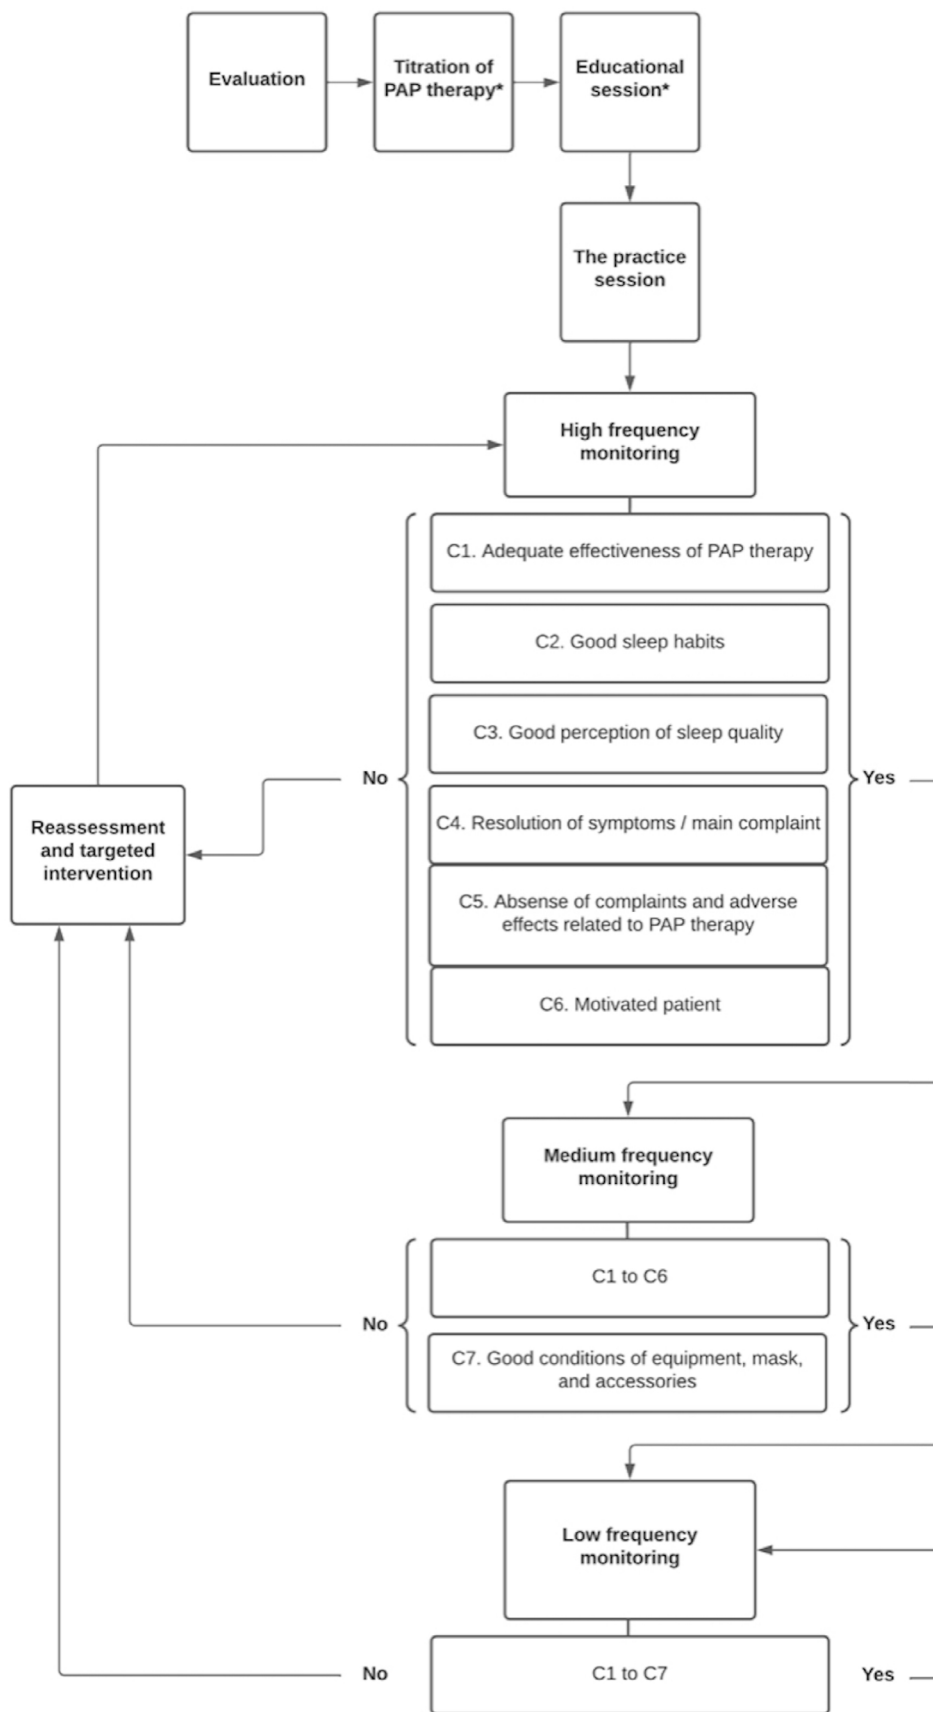 Evaluation
Titration of
PAP therapy*
Educational
session*
The practice
session
High frequency
monitoring
C1. Adequate effectiveness of PAP therapy
C2. Good sleep habits
C3. Good perception of sleep quality
No
Yes
Reassessment
and targeted
intervention
C4. Resolution of symptoms / main complaint
C5. Absence of complaints and adverse
effects related to PAP therapy
C6. Motivated patient
Medium frequency
monitoring
C1 to C6
No
Yes
C7. Good conditions of equipment, mask,
and accessories
Low frequency
monitoring
No
C1 to C7
Yes